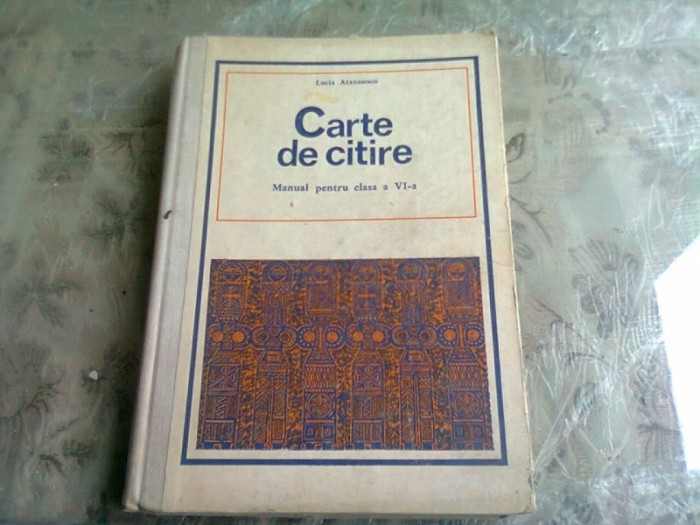 Lucia Atanasescu
Carte
de citire
Manual pentru clasa a VI-a